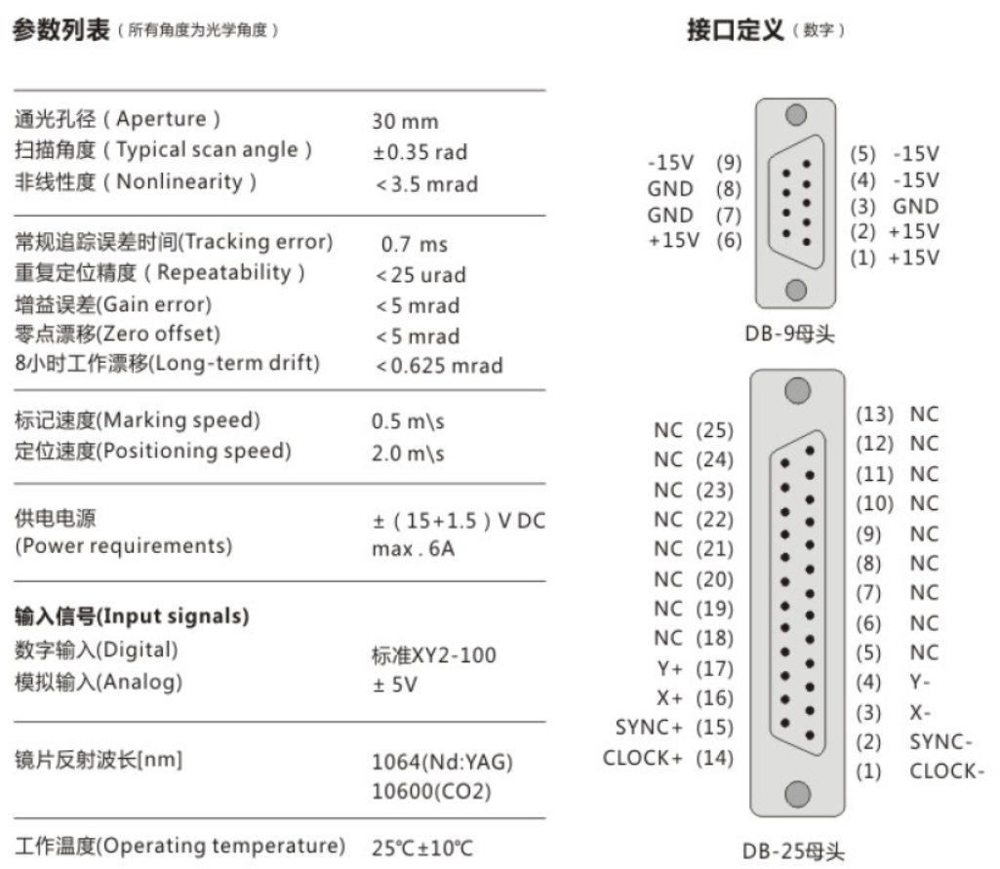 参数列表（所有角度为光学角度）
通光孔径（Aperture） 30 mm
扫描角度（Typical scan angle） ±0.35 rad
非线性度（Nonlinearity） <3.5 mrad
常规追踪误差时间(Tracking error) 0.7 ms
重复定位精度（Repeatability） <25 urad
增益误差(Gain error) <5 mrad
零点漂移(Zero offset) <5 mrad
8小时工作漂移(Long-term drift) <0.625 mrad
标记速度(Marking speed) 0.5 m\s
定位速度(Positioning speed) 2.0 m\s
供电电源 ±（15+1.5）V DC
(Power requirements) max . 6A
输入信号(Input signals)
数字输入(Digital) 标准XY2-100
模拟输入(Analog) ± 5V
镜片反射波长[nm] 1064(Nd:YAG)
10600(CO2)
工作温度(Operating temperature) 25℃±10℃
接口定义（数字）
-15V (9)
GND (8)
GND (7)
+15V (6)
(5) -15V
(4) -15V
(3) GND
(2) +15V
(1) +15V
DB-9母头
NC (25)
NC (24)
NC (23)
NC (22)
NC (21)
NC (20)
NC (19)
NC (18)
Y+ (17)
X+ (16)
SYNC+ (15)
CLOCK+ (14)
(13) NC
(12) NC
(11) NC
(10) NC
(9) NC
(8) NC
(7) NC
(6) NC
(5) NC
(4) Y-
(3) X-
(2) SYNC-
(1) CLOCK-
DB-25母头